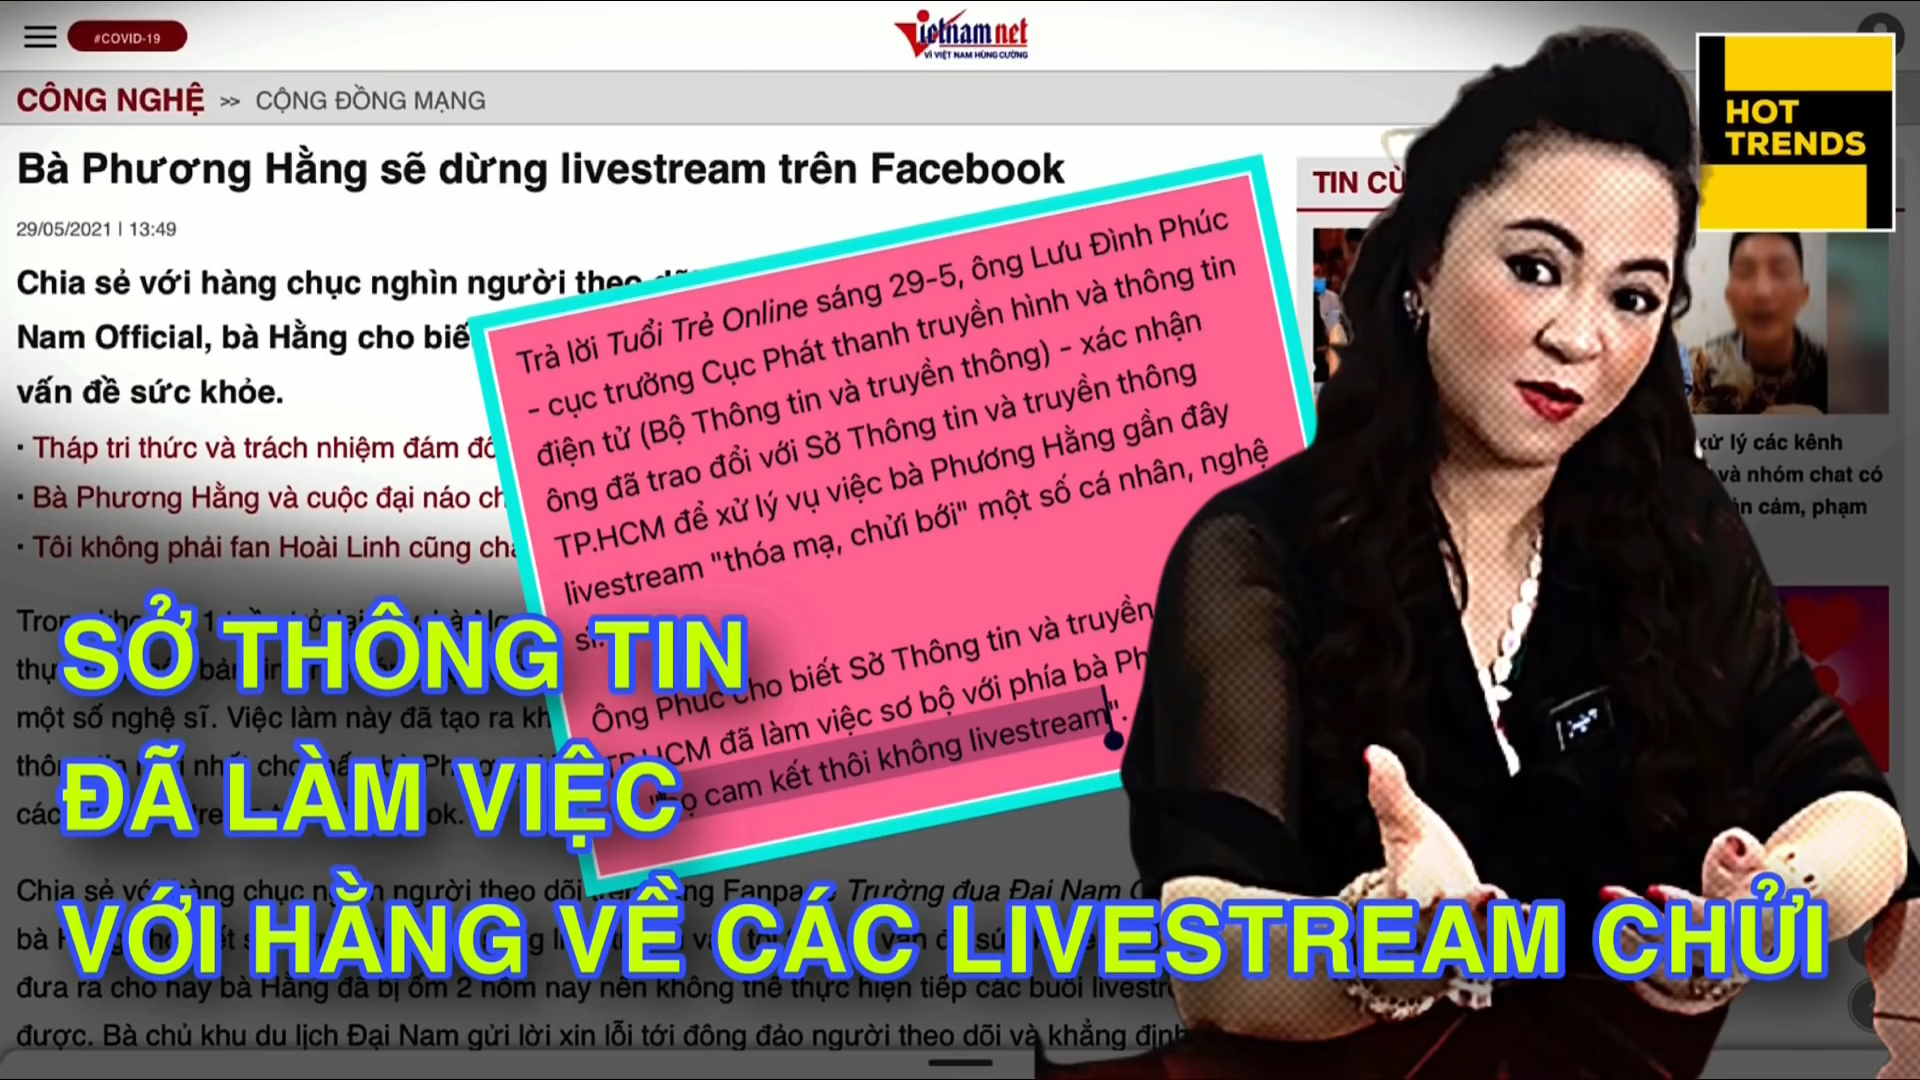 #COVID-19
Vietnamnet
VÌ VIỆT NAM HÙNG CƯỜNG
CÔNG NGHỆ >> CỘNG ĐỒNG MẠNG
HOT
TRENDS
Bà Phương Hằng sẽ dừng livestream trên Facebook
29/05/2021 | 13:49
TIN
Chia sẻ với hàng chục nghìn người theo
Nam Official, bà Hằng cho
vấn đề sức khỏe.
· Tháp tri thức và trách nhiệm đám
· Bà Phương Hằng và cuộc đại náo
· Tôi không phải fan Hoài Linh cũng
Trả lời Tuổi Trẻ Online sáng 29-5, ông Lưu Đình Phúc
- cục trưởng Cục Phát thanh truyền hình và thông tin
điện tử (Bộ Thông tin và truyền thông) - xác nhận
ông đã trao đổi với Sở Thông tin và truyền thông
TP.HCM để xử lý vụ việc bà Phương Hằng gần đây
livestream "thóa mạ, chửi bới" một số cá nhân, nghệ
sĩ.
Ông Phúc cho biết Sở Thông tin và truyền
TP.HCM đã làm việc sơ bộ với phía bà
cam kết thôi không livestream".
xử lý các kênh
và nhóm chat có
cảm, phạm
một số nghệ sĩ. Việc làm này đã tạo ra
SỞ THÔNG TIN
ĐÃ LÀM VIỆC
VỚI HẰNG VỀ CÁC LIVESTREAM CHỬI
Chia sẻ với hàng chục nghìn người theo dõi Fanpage Trường đua Đại Nam
đưa ra cho hay bà Hằng đã bị ốm 2 hôm nay nên không thể thực hiện tiếp các buổi
được. Bà chủ khu du lịch Đại Nam gửi lời xin lỗi tới đông đảo người theo dõi và khẳng định